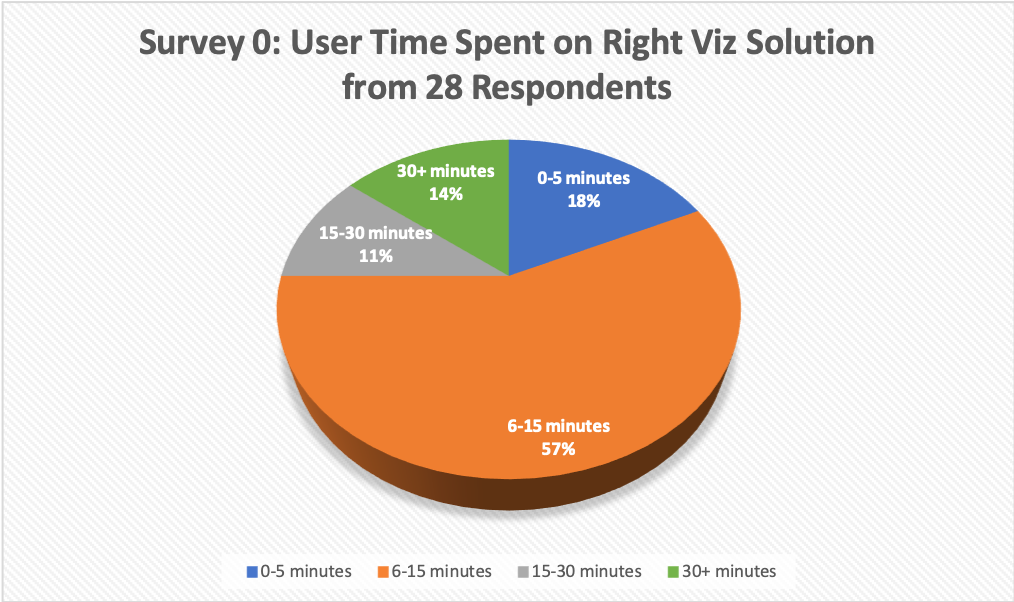 Survey 0: User Time Spent on Right Viz Solution
from 28 Respondents
30+ minutes
14%
0-5 minutes
18%
15-30 minutes
11%
6-15 minutes
57%
0-5 minutes 6-15 minutes 15-30 minutes 30+ minutes